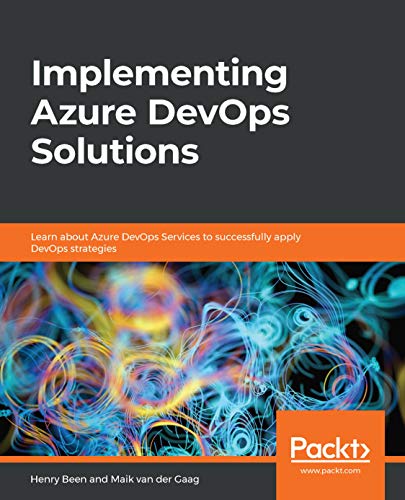 Implementing
Azure DevOps
Solutions
Learn about Azure DevOps Services to successfully apply
DevOps strategies
Packt>
www.packt.com
Henry Been and Maik van der Gaag